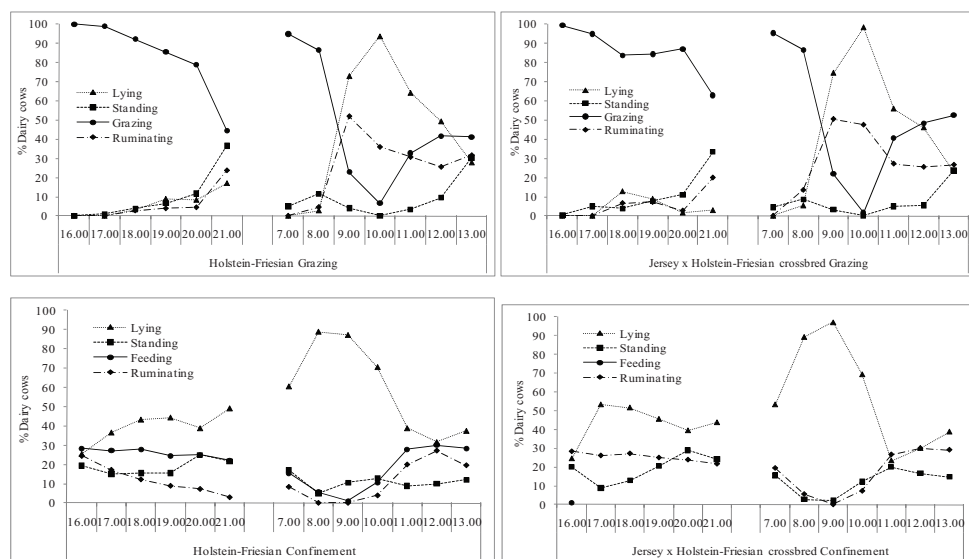 % Dairy cows
100
90
80
70
60
50
40
30
20
10
0
Lying
Standing
Grazing
Ruminating
16.00 17.00 18.00 19.00 20.00 21.00 7.00 8.00 9.00 10.00 11.00 12.00 13.00
Holstein-Friesian Grazing
% Dairy cows
100
90
80
70
60
50
40
30
20
10
0
Lying
Standing
Grazing
Ruminating
16.00 17.00 18.00 19.00 20.00 21.00 7.00 8.00 9.00 10.00 11.00 12.00 13.00
Jersey x Holstein-Friesian crossbred Grazing
% Dairy cows
100
90
80
70
60
50
40
30
20
10
0
Lying
Standing
Feeding
Ruminating
16.00 17.00 18.00 19.00 20.00 21.00 7.00 8.00 9.00 10.00 11.00 12.00 13.00
Holstein-Friesian Confinement
% Dairy cows
100
90
80
70
60
50
40
30
20
10
0
Lying
Standing
Feeding
Ruminating
16.00 17.00 18.00 19.00 20.00 21.00 7.00 8.00 9.00 10.00 11.00 12.00 13.00
Jersey x Holstein-Friesian crossbred Confinement